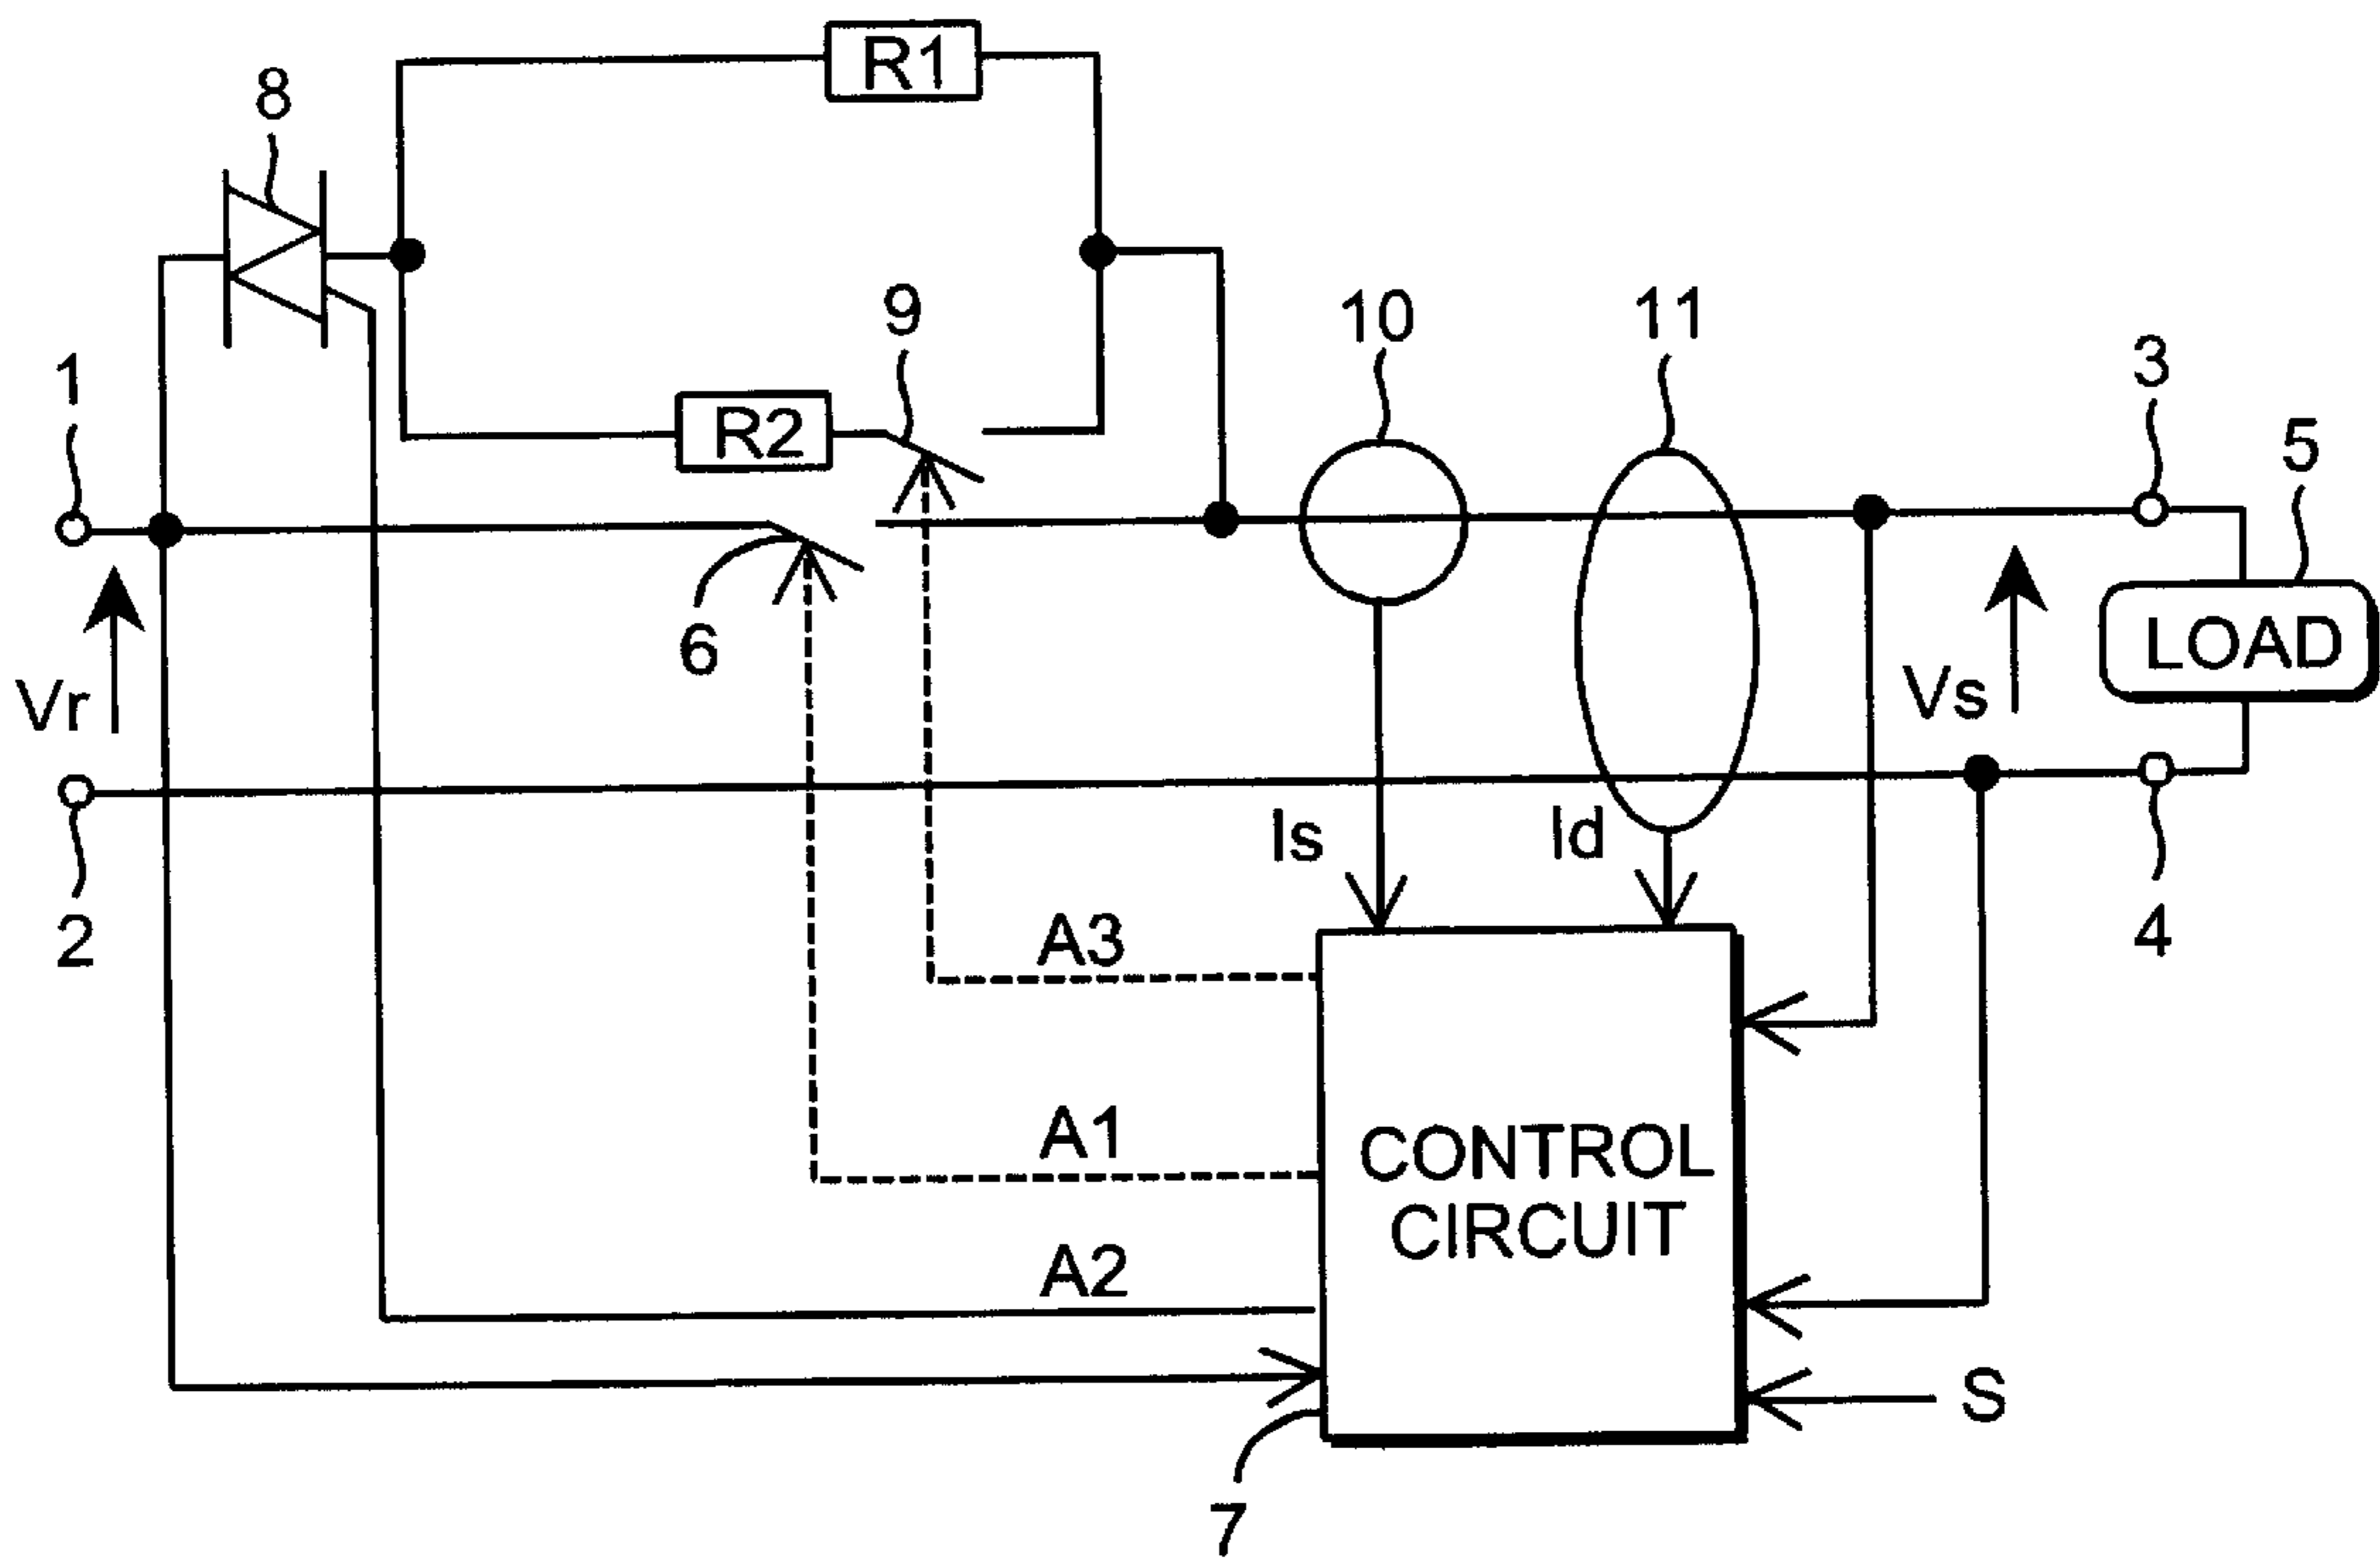 R1
8
9
10
11
3
1
5
R2
6
LOAD
Vr
Vs
Is
Id
2
A3
4
A1
CONTROL
CIRCUIT
A2
S
7